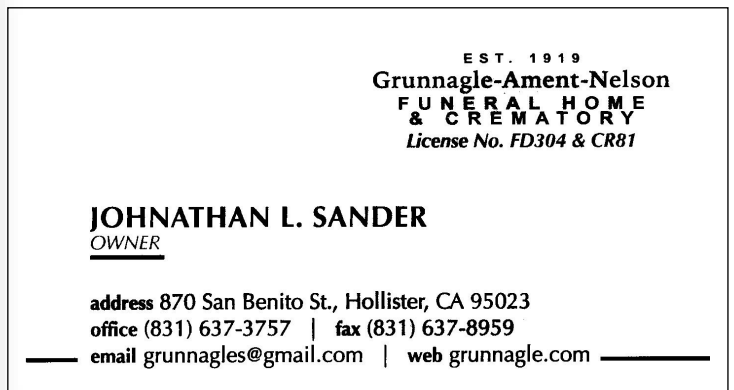 EST. 1919
Grunnagle-Ament-Nelson
FUNERAL HOME
& CREMATORY
License No. FD304 & CR81
JOHNATHAN L. SANDER
OWNER
address 870 San Benito St., Hollister, CA 95023
office (831) 637-3757 | fax (831) 637-8959
email grunnagles@gmail.com | web grunnagle.com